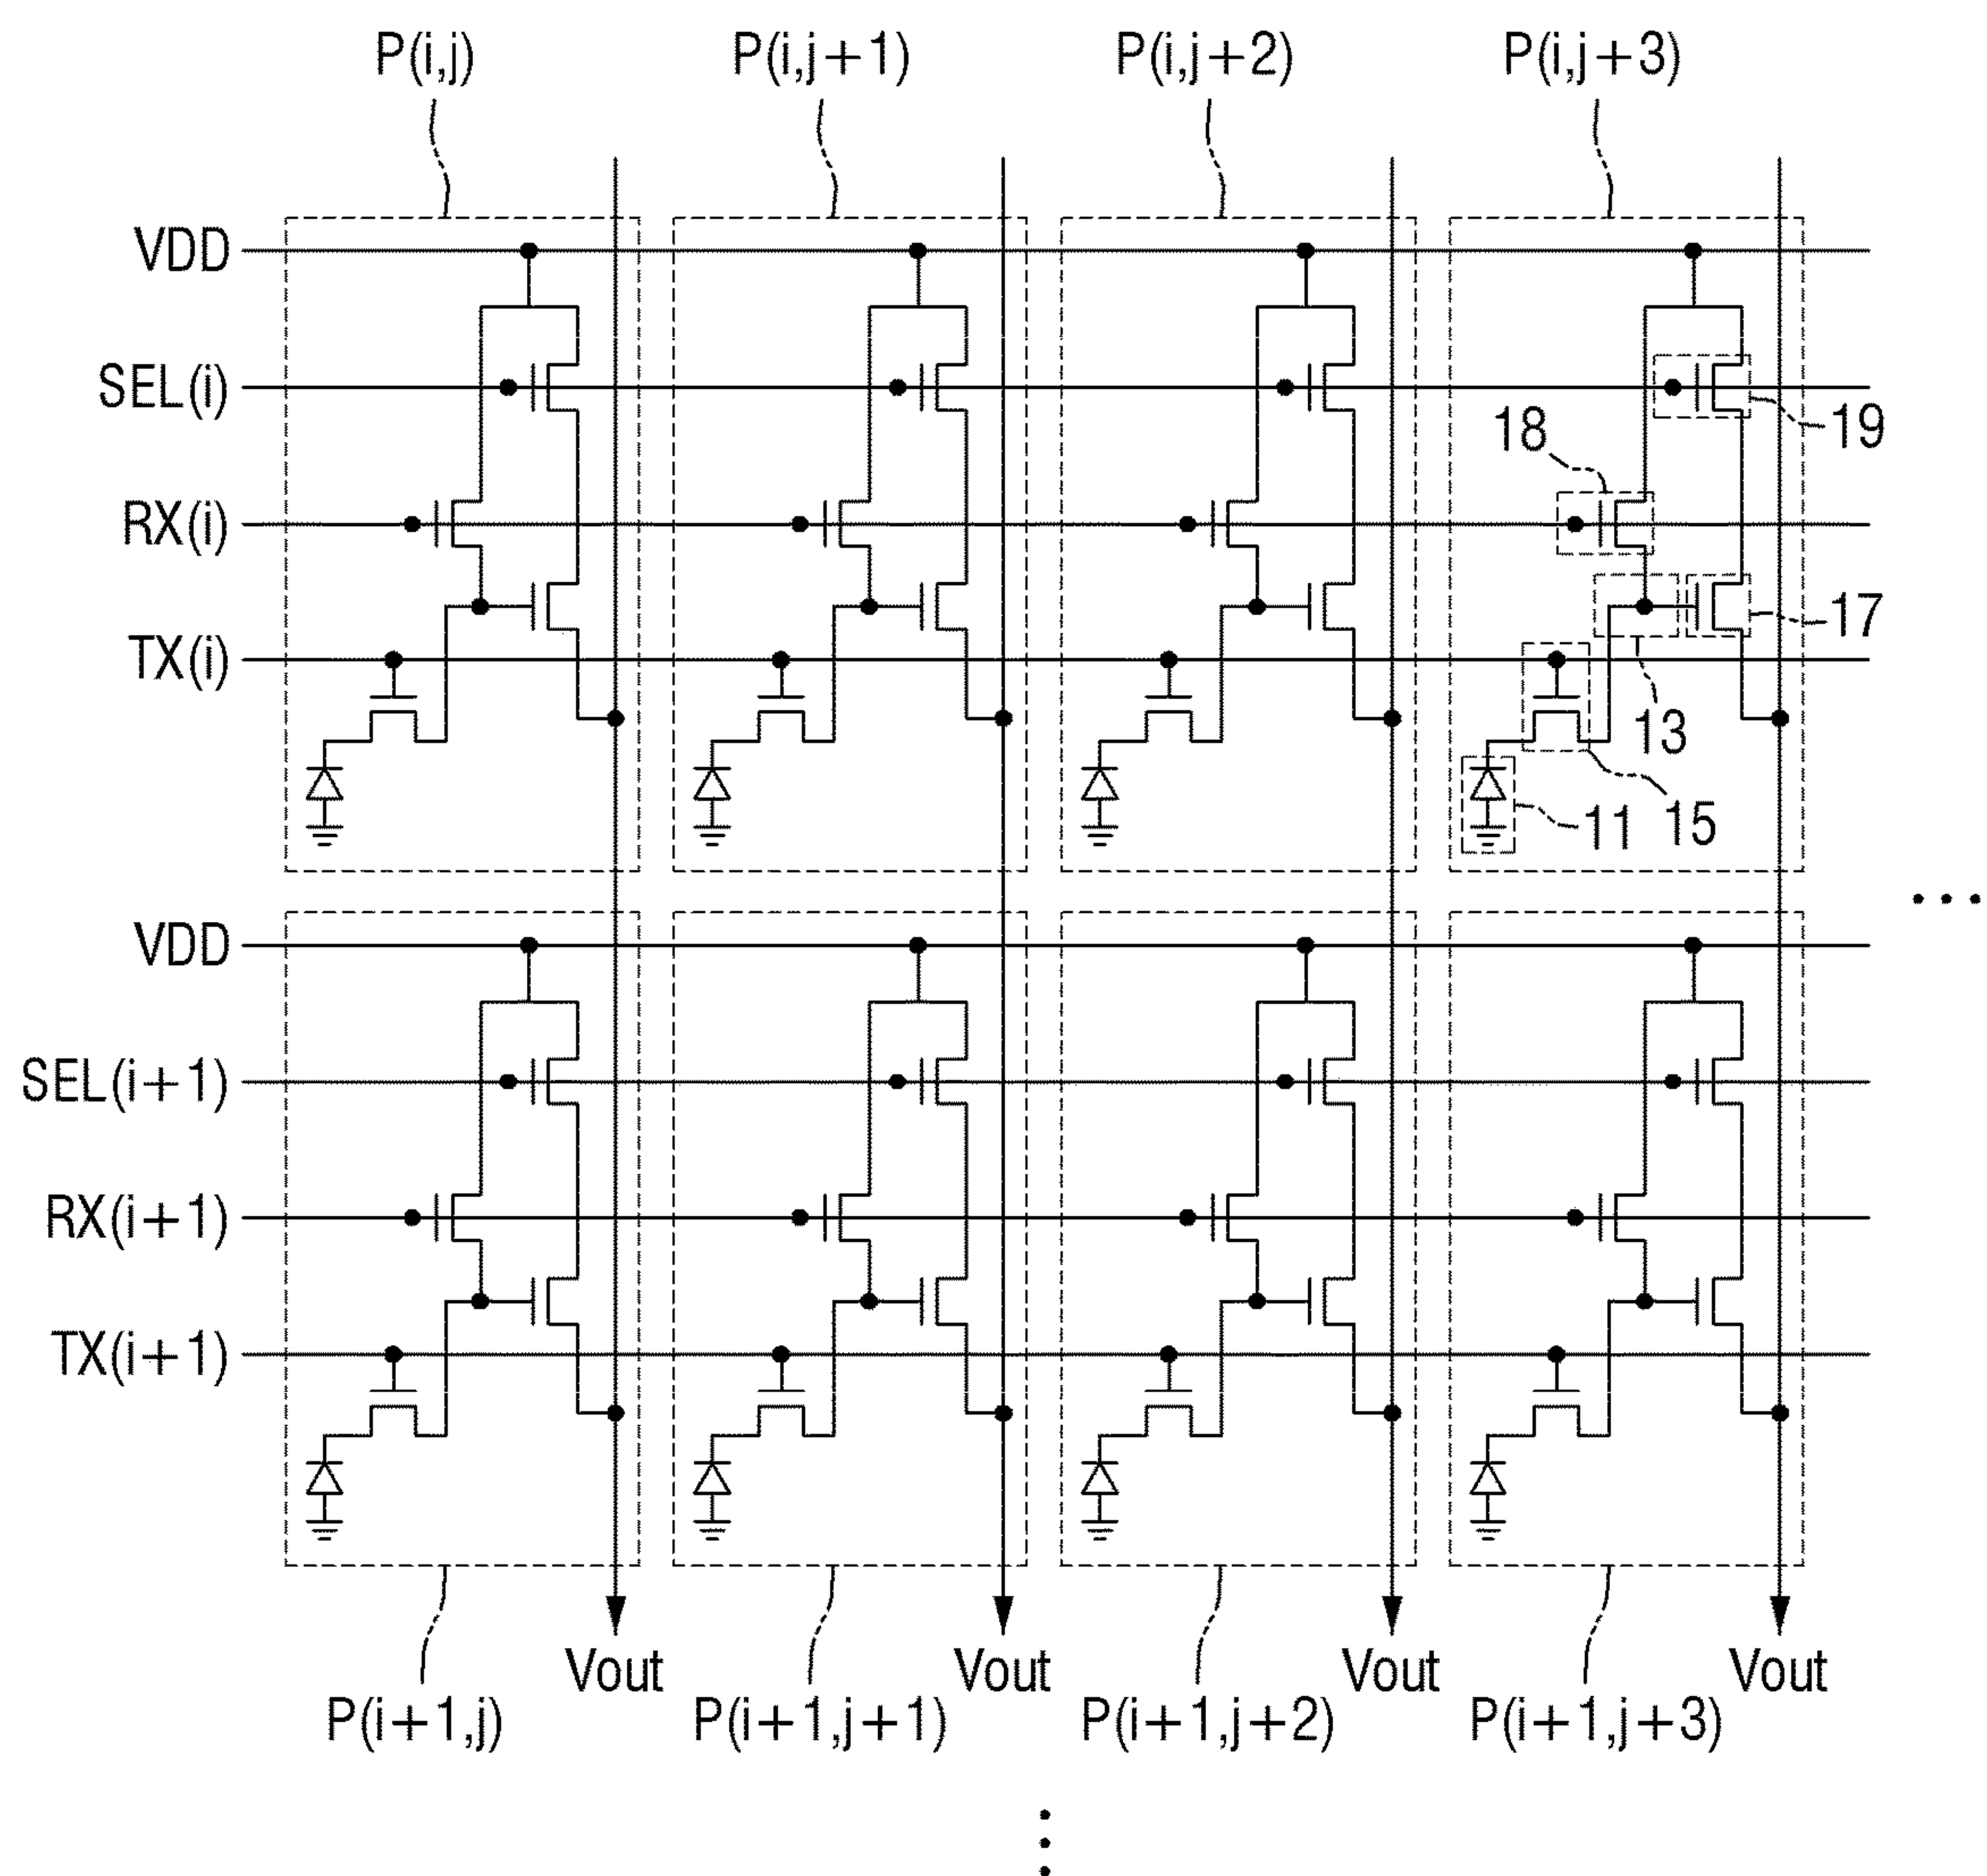 P(i,j) P(i,j+1) P(i,j+2) P(i,j+3)
VDD
SEL(i)
19
18
RX(i)
17
TX(i)
13
15
11
...
VDD
SEL(i+1)
RX(i+1)
TX(i+1)
Vout Vout Vout Vout
P(i+1,j) P(i+1,j+1) P(i+1,j+2) P(i+1,j+3)
⋮